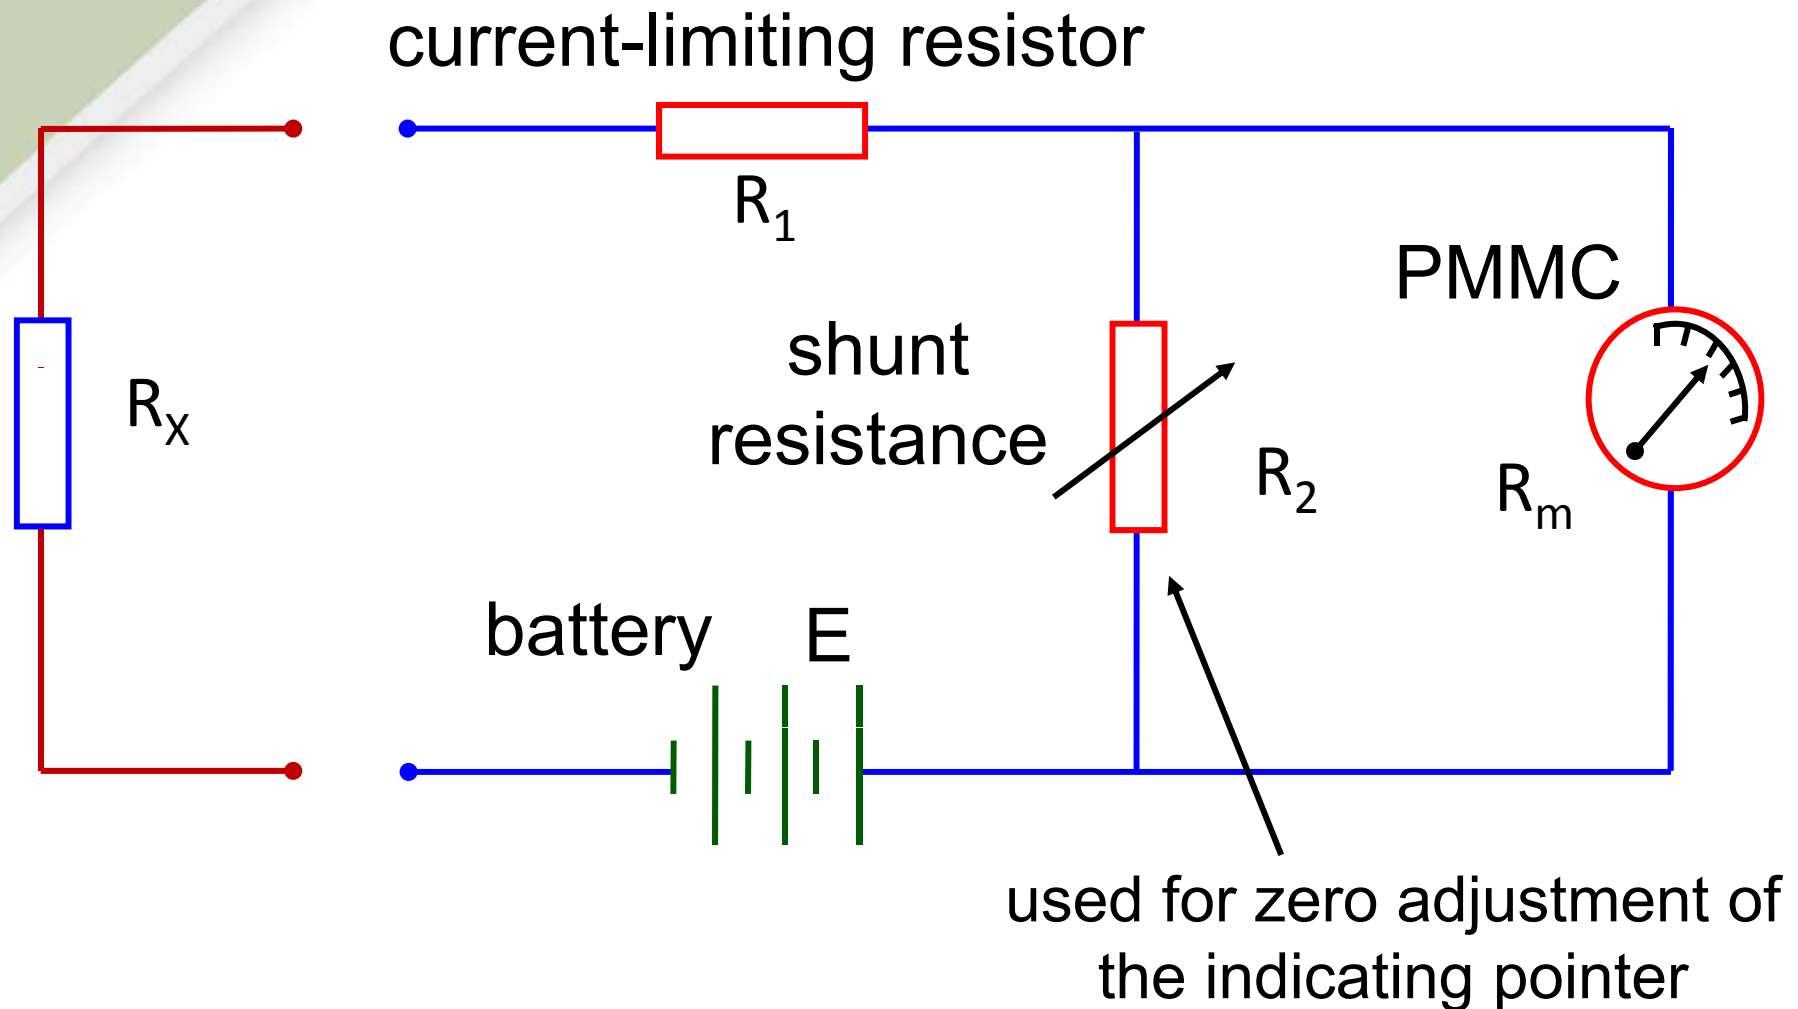 current-limiting resistor
R₁
PMMC
shunt
resistance
Rₓ
R₂
Rₘ
battery E
used for zero adjustment of
the indicating pointer